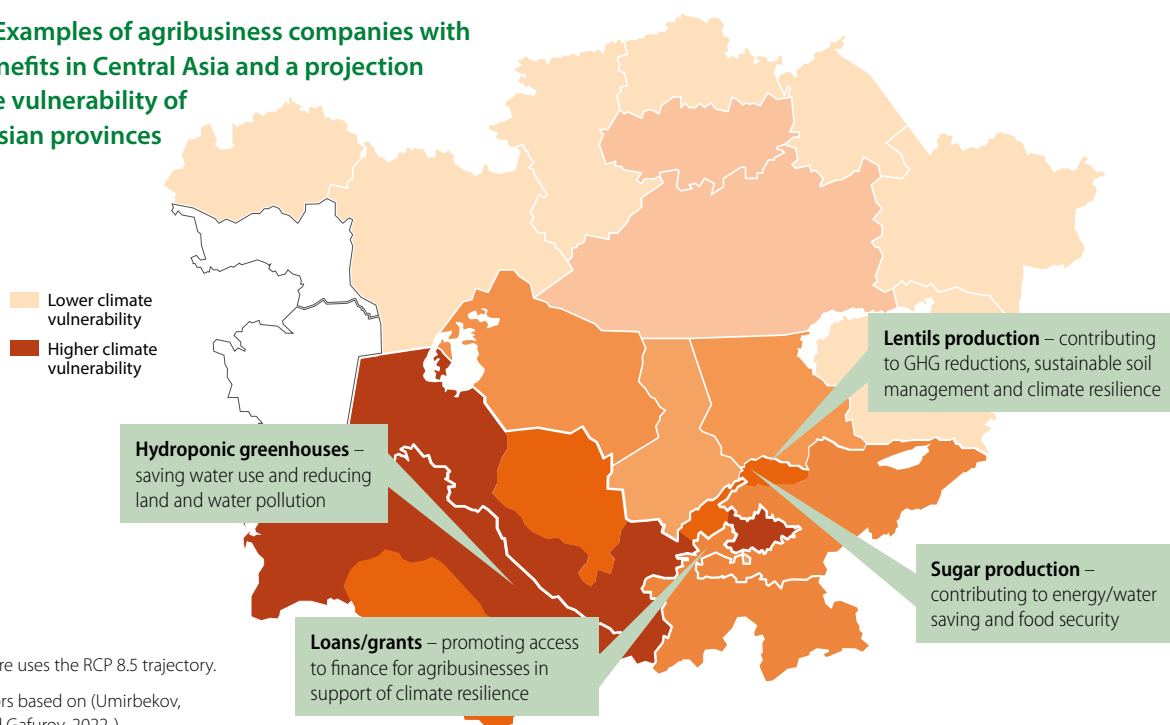 Examples of agribusiness companies with
nefits in Central Asia and a projection
e vulnerability of
sian provinces
Lower climate
vulnerability
Higher climate
vulnerability
Lentils production – contributing
to GHG reductions, sustainable soil
management and climate resilience
Hydroponic greenhouses –
saving water use and reducing
land and water pollution
Sugar production –
contributing to energy/water
saving and food security
Loans/grants – promoting access
to finance for agribusinesses in
support of climate resilience
re uses the RCP 8.5 trajectory.
rs based on (Umirbekov,